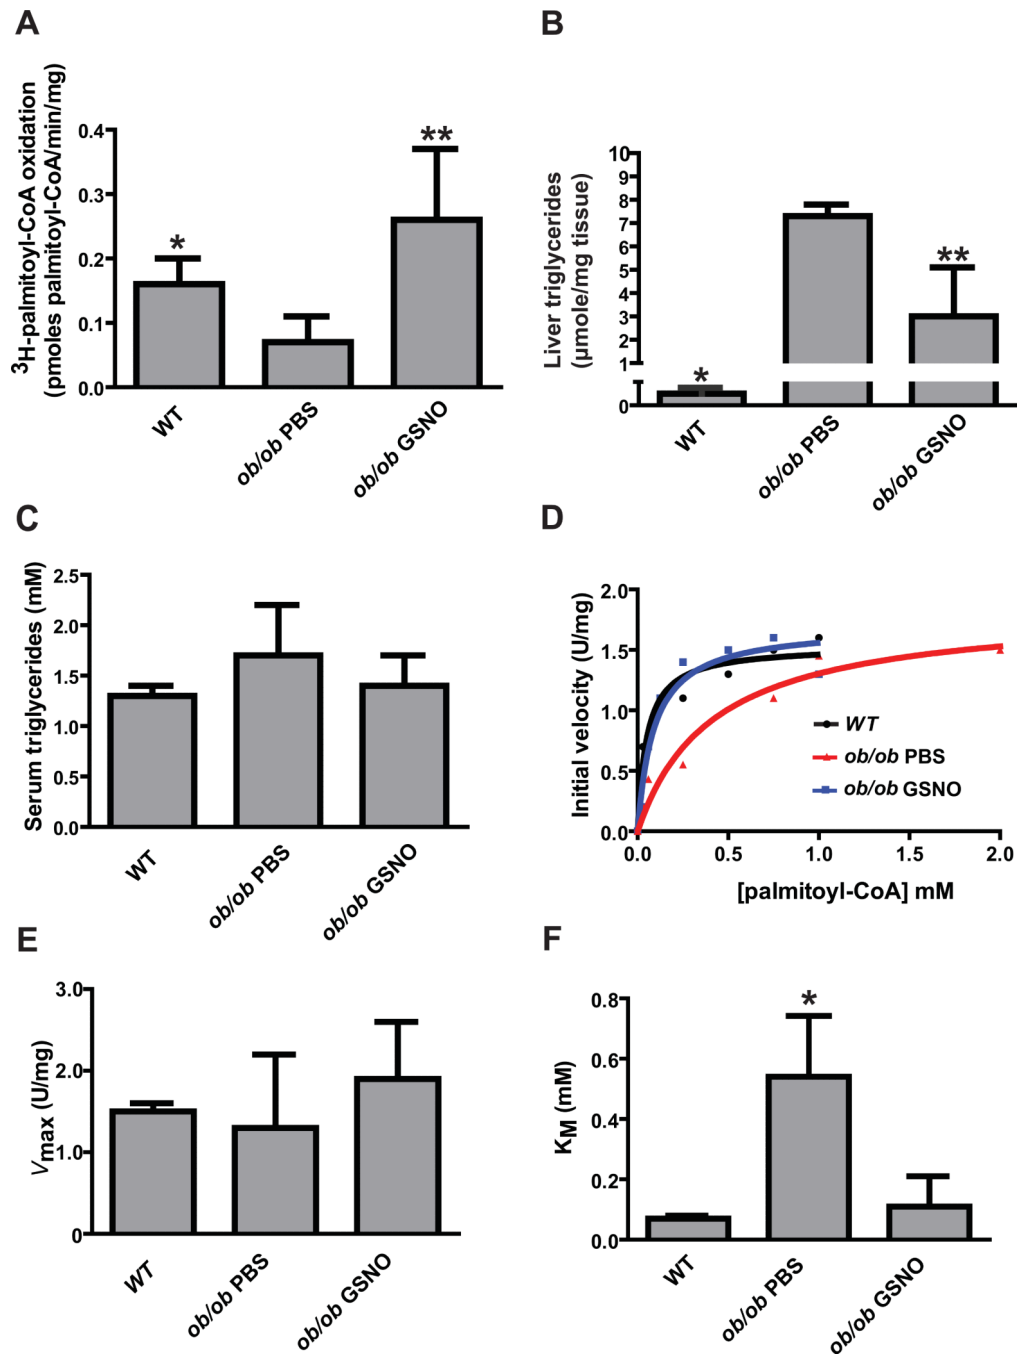 A
³H-palmitoyl-CoA oxidation
(pmoles palmitoyl-CoA/min/mg)
0.4
0.3
0.2
0.1
0.0
*
**
WT
ob/ob PBS
ob/ob GSNO
B
Liver triglycerides
(µmole/mg tissue)
10
9
8
7
6
5
4
3
2
1
0
*
**
WT
ob/ob PBS
ob/ob GSNO
C
Serum triglycerides (mM)
2.5
2.0
1.5
1.0
0.5
0.0
WT
ob/ob PBS
ob/ob GSNO
D
Initial velocity (U/mg)
2.0
1.5
1.0
0.5
0.0
WT
ob/ob PBS
ob/ob GSNO
0.0 0.5 1.0 1.5 2.0
[palmitoyl-CoA] mM
E
Vmax (U/mg)
3.0
2.0
1.0
0
WT
ob/ob PBS
ob/ob GSNO
F
KM (mM)
0.8
0.6
0.4
0.2
0.0
*
WT
ob/ob PBS
ob/ob GSNO